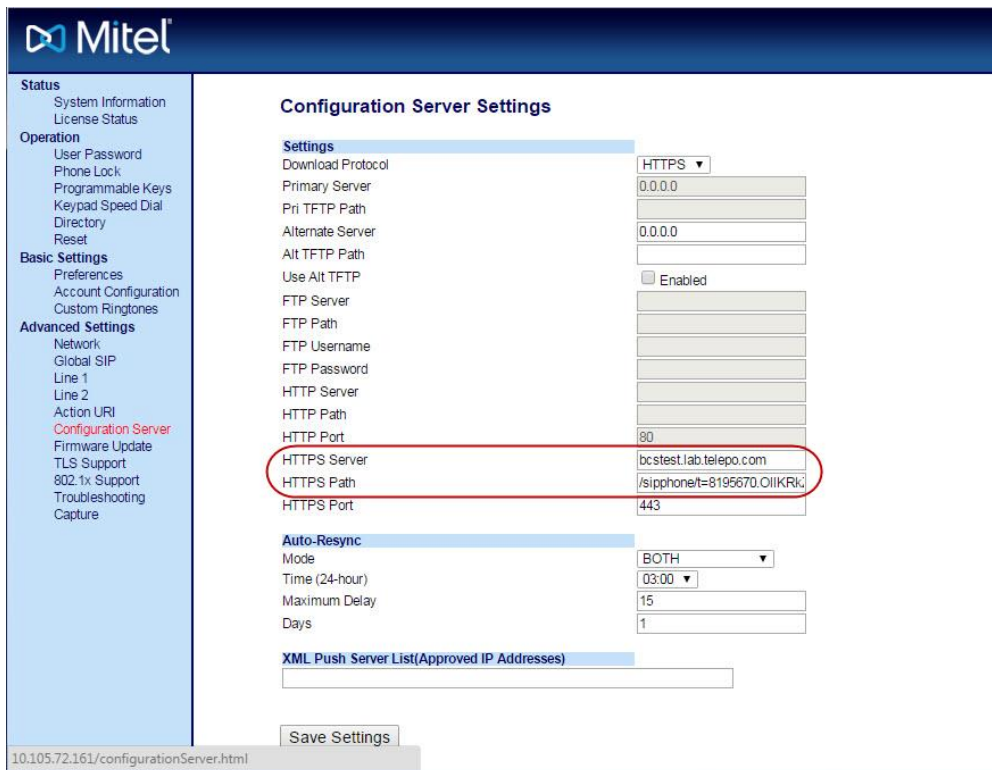 Mitel
Status
System Information
License Status
Operation
User Password
Phone Lock
Programmable Keys
Keypad Speed Dial
Directory
Reset
Basic Settings
Preferences
Account Configuration
Custom Ringtones
Advanced Settings
Network
Global SIP
Line 1
Line 2
Action URI
Configuration Server
Firmware Update
TLS Support
802.1x Support
Troubleshooting
Capture
Configuration Server Settings
Settings
Download Protocol HTTPS
Primary Server 0.0.0.0
Pri TFTP Path
Alternate Server 0.0.0.0
Alt TFTP Path
Use Alt TFTP Enabled
FTP Server
FTP Path
FTP Username
FTP Password
HTTP Server
HTTP Path
HTTP Port 80
HTTPS Server bcstest.lab.telepo.com
HTTPS Path
HTTPS Port 443
Auto-Resync
Mode BOTH
Time (24-hour) 03:00
Maximum Delay 15
Days 1
XML Push Server List(Approved IP Addresses)
Save Settings
10.105.72.161/configurationServer.html